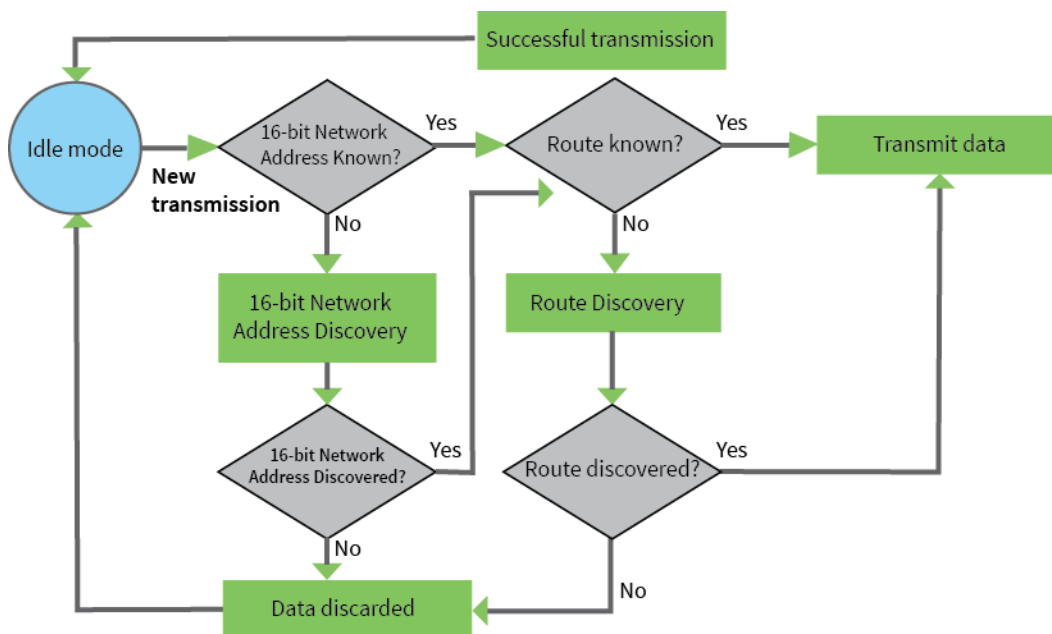 Successful transmission
Idle mode
New
transmission
16-bit Network
Address Known?
Yes
Route known?
Yes
Transmit data
No
No
16-bit Network
Address Discovery
Route Discovery
16-bit Network
Address Discovered?
Yes
Route discovered?
Yes
No
No
Data discarded